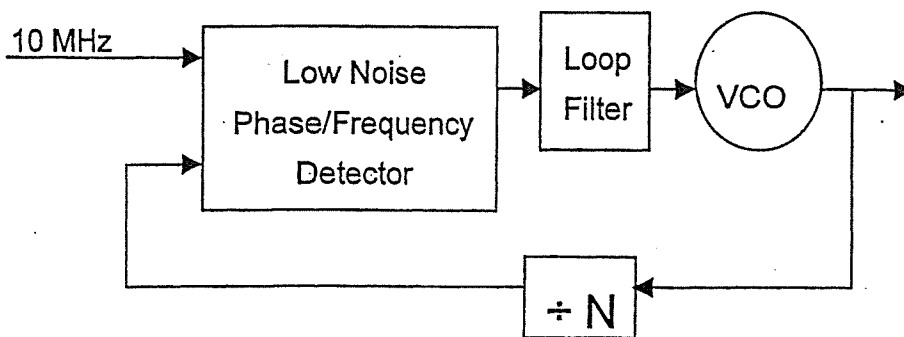 10 MHz
Low Noise
Phase/Frequency
Detector
Loop
Filter
VCO
÷ N